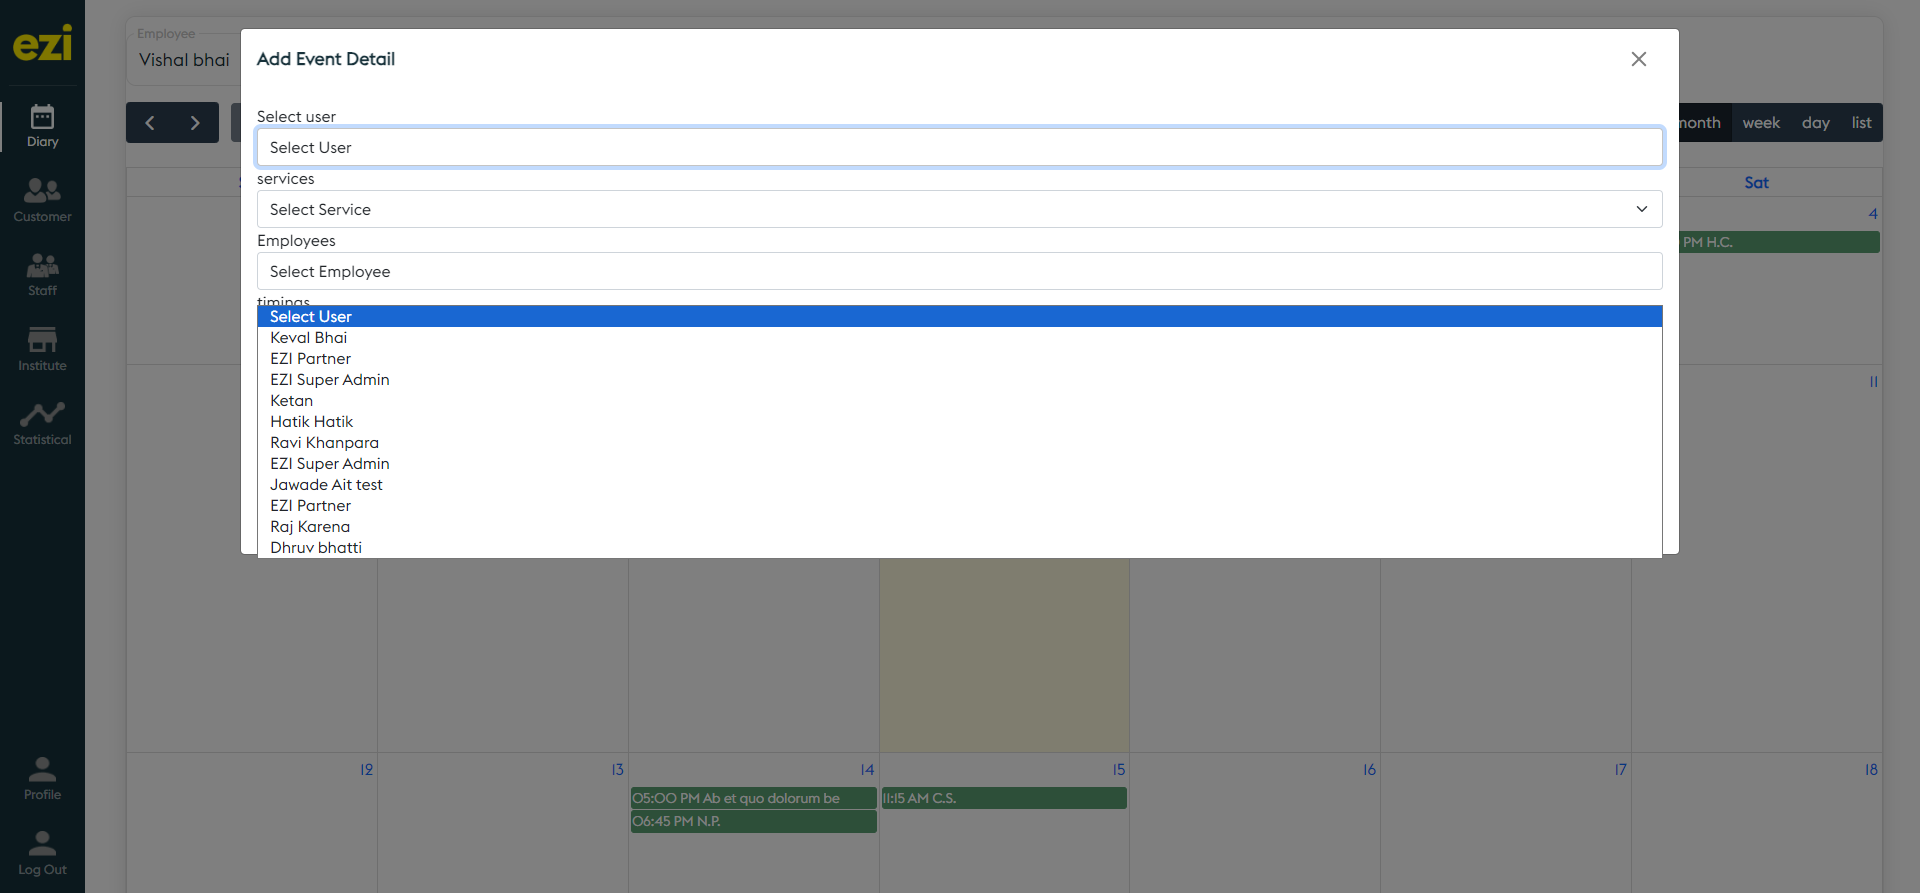 ezi
Diary
Customer
Staff
Institute
Statistical
Profile
Log Out
Employee
Vishal bhai
Add Event Detail
Select user
Select User
services
Select Service
Employees
Select Employee
timings
Select User
Keval Bhai
EZI Partner
EZI Super Admin
Ketan
Hatik Hatik
Ravi Khanpara
EZI Super Admin
Jawade Ait test
EZI Partner
Raj Karena
Dhruv bhatti
month week day list
Sat
4
PM H.C.
11
12 13 14 15 16 17 18
05:00 PM Ab et quo dolorum be
11:15 AM C.S.
06:45 PM N.P.